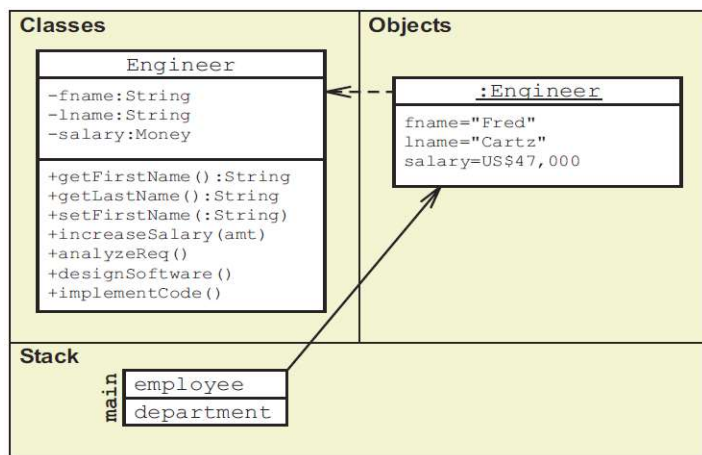 Classes
Engineer
-fname:String
-lname:String
-salary:Money
+getFirstName():String
+getLastName():String
+setFirstName(:String)
+increaseSalary(amt)
+analyzeReq()
+designSoftware()
+implementCode()
Objects
:Engineer
fname="Fred"
lname="Cartz"
salary=US$47,000
Stack
main
employee
department